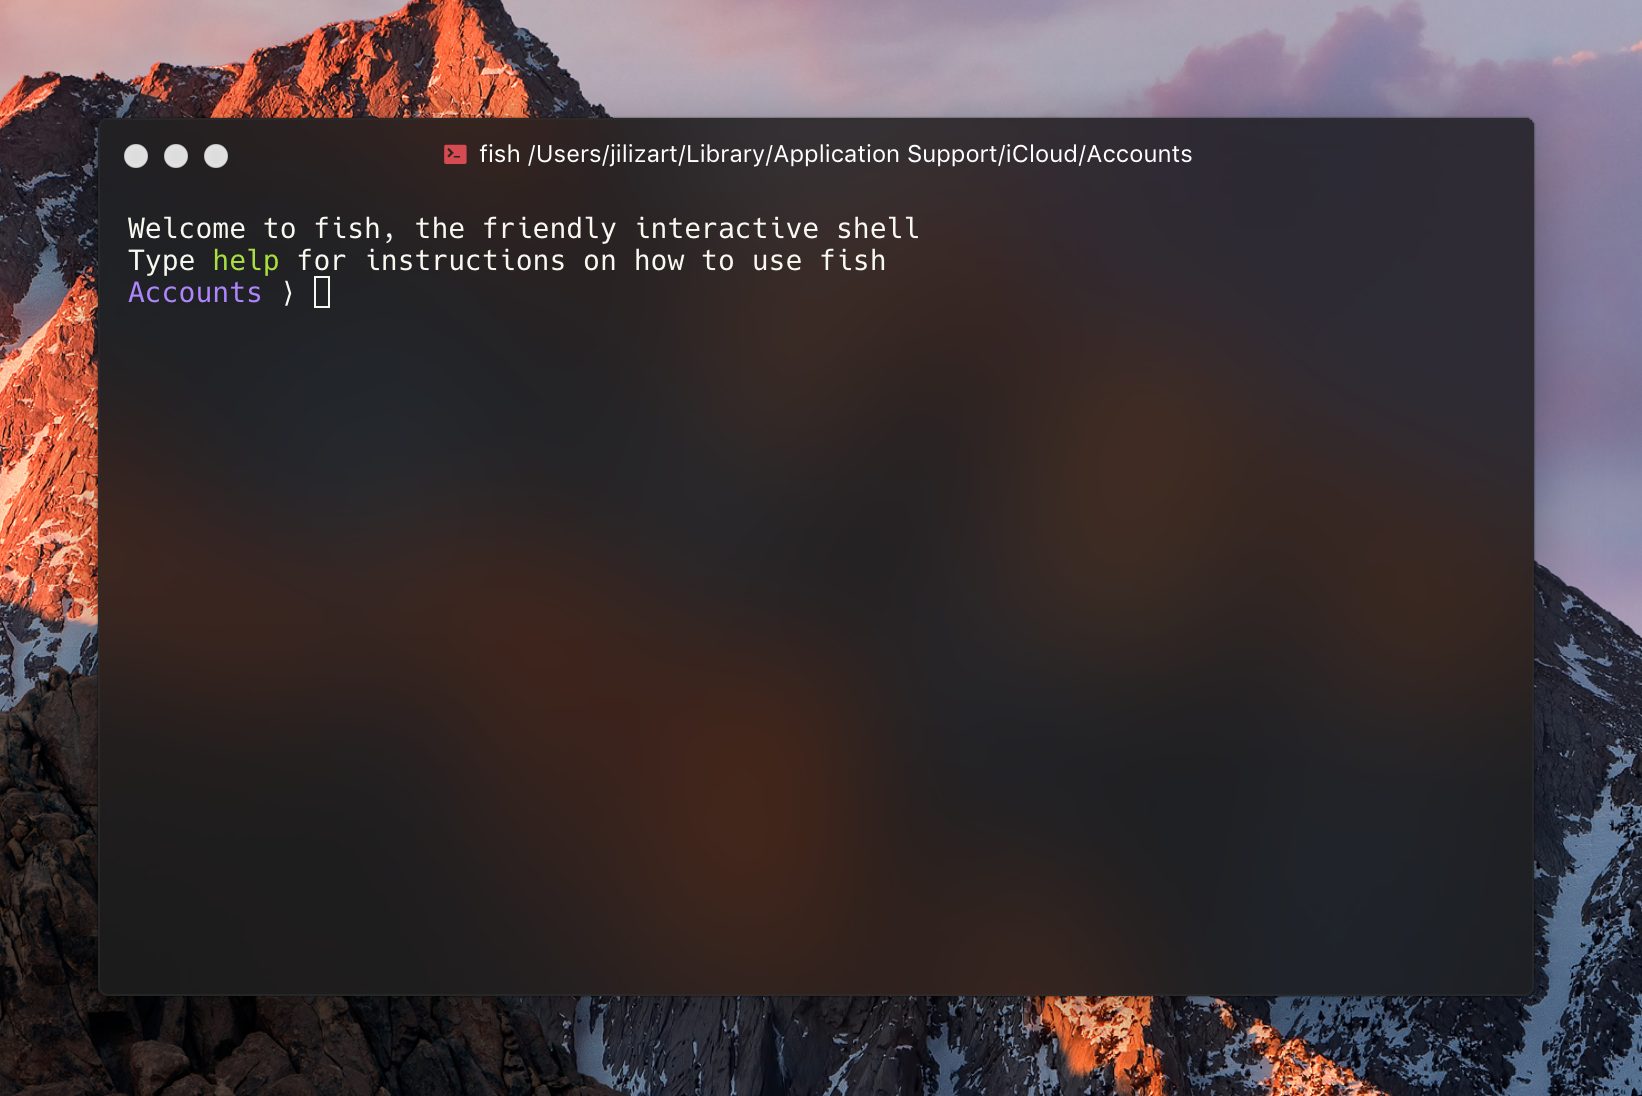 fish /Users/jilizart/Library/Application Support/iCloud/Accounts
Welcome to fish, the friendly interactive shell
Type help for instructions on how to use fish
Accounts ⟩